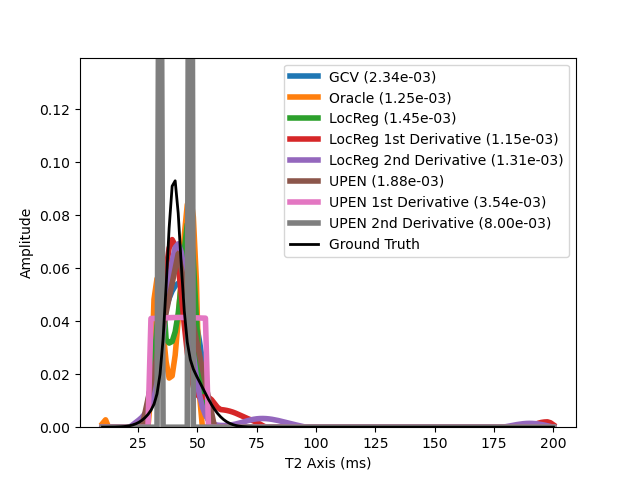 GCV (2.34e-03)
Oracle (1.25e-03)
LocReg (1.45e-03)
LocReg 1st Derivative (1.15e-03)
LocReg 2nd Derivative (1.31e-03)
UPEN (1.88e-03)
UPEN 1st Derivative (3.54e-03)
UPEN 2nd Derivative (8.00e-03)
Ground Truth
Amplitude
0.12
0.10
0.08
0.06
0.04
0.02
0.00
25 50 75 100 125 150 175 200
T2 Axis (ms)